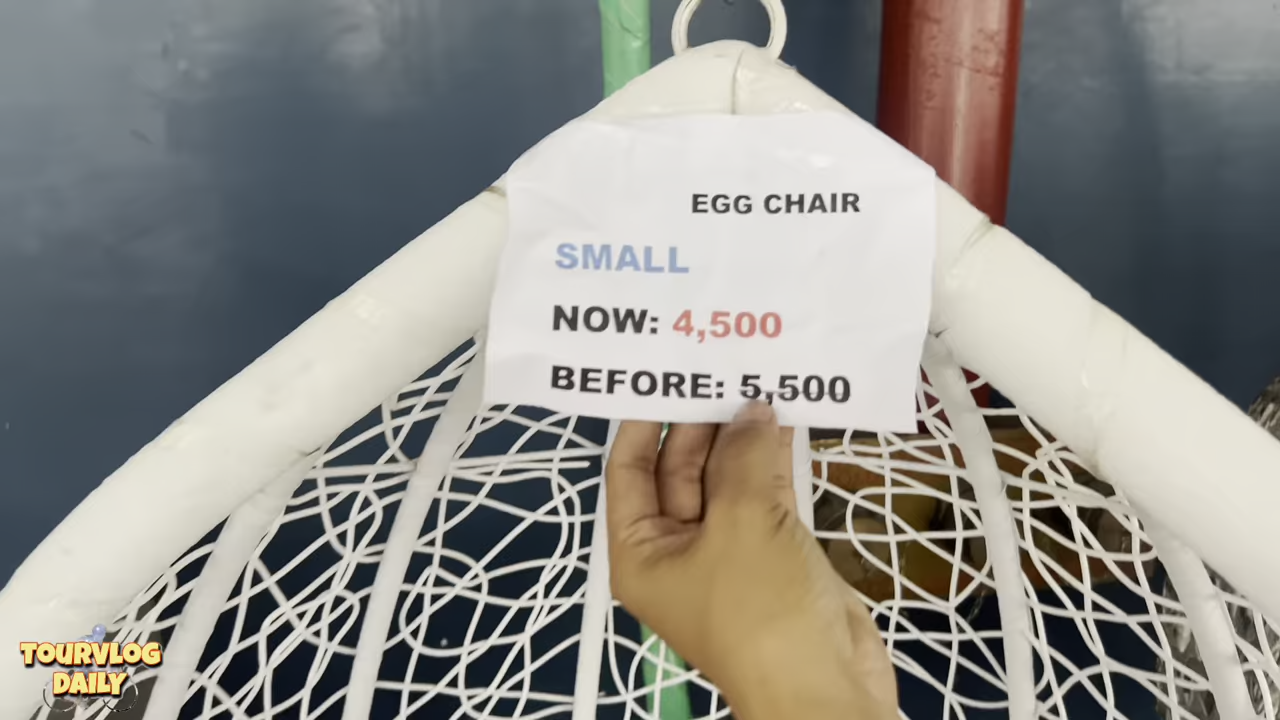 EGG CHAIR
SMALL
NOW: 4,500
BEFORE: 5,500
TOURVLOG
DAILY